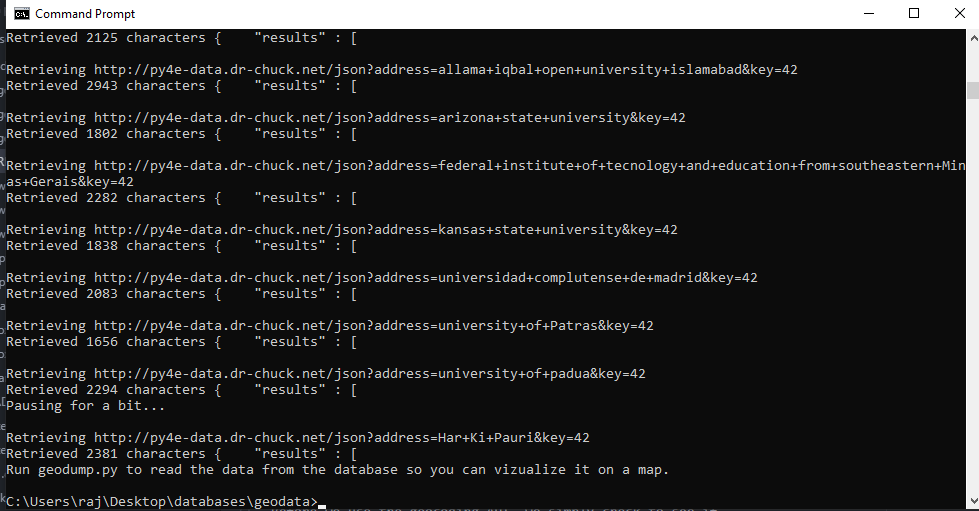 Command Prompt
Retrieved 2125 characters {    "results" : [
Retrieving http://py4e-data.dr-chuck.net/json?address=allama+iqbal+open+university+islamabad&key=42
Retrieved 2943 characters {    "results" : [
Retrieving http://py4e-data.dr-chuck.net/json?address=arizona+state+university&key=42
Retrieved 1802 characters {    "results" : [
Retrieving http://py4e-data.dr-chuck.net/json?address=federal+institute+of+tecnology+and+education+from+southeastern+Min
as+Gerais&key=42
Retrieved 2282 characters {    "results" : [
Retrieving http://py4e-data.dr-chuck.net/json?address=kansas+state+university&key=42
Retrieved 1838 characters {    "results" : [
Retrieving http://py4e-data.dr-chuck.net/json?address=universidad+complutense+de+madrid&key=42
Retrieved 2083 characters {    "results" : [
Retrieving http://py4e-data.dr-chuck.net/json?address=university+of+Patras&key=42
Retrieved 1656 characters {    "results" : [
Retrieving http://py4e-data.dr-chuck.net/json?address=university+of+padua&key=42
Retrieved 2294 characters {    "results" : [
Pausing for a bit...
Retrieving http://py4e-data.dr-chuck.net/json?address=Har+Ki+Pauri&key=42
Retrieved 2381 characters {    "results" : [
Run geodump.py to read the data from the database so you can vizualize it on a map.
C:\Users\raj\Desktop\databases\geodata>